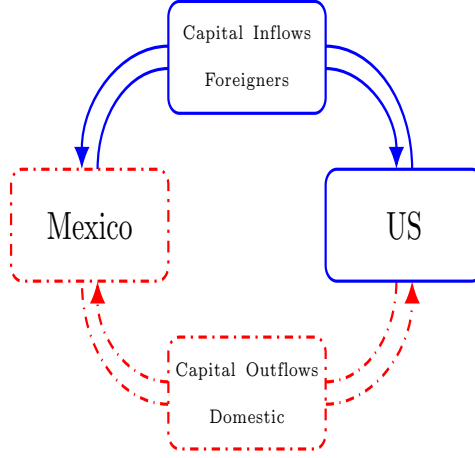 Capital Inflows
Foreigners
Mexico
US
Capital Outflows
Domestic